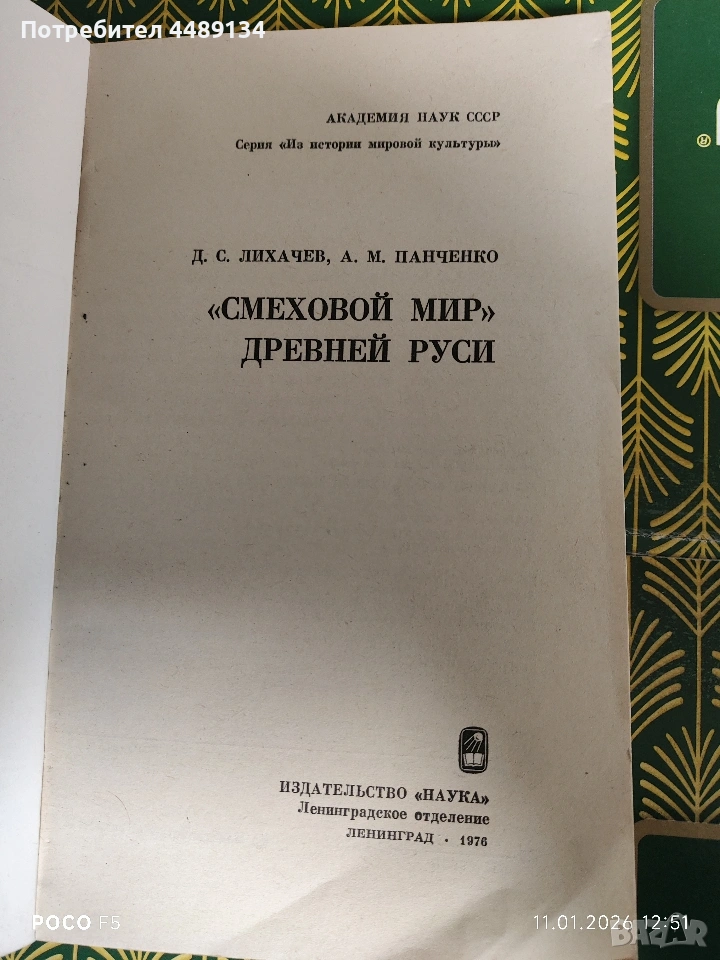 Потребител 4489134
АКАДЕМИЯ НАУК СССР
Серия «Из истории мировой культуры»
Д. С. ЛИХАЧЕВ, А. М. ПАНЧЕНКО
«СМЕХОВОЙ МИР»
ДРЕВНЕЙ РУСИ
ИЗДАТЕЛЬСТВО «НАУКА»
Ленинградское отделение
ЛЕНИНГРАД · 1976
POCO F5
11.01.2026 12:51
BAZAR
®